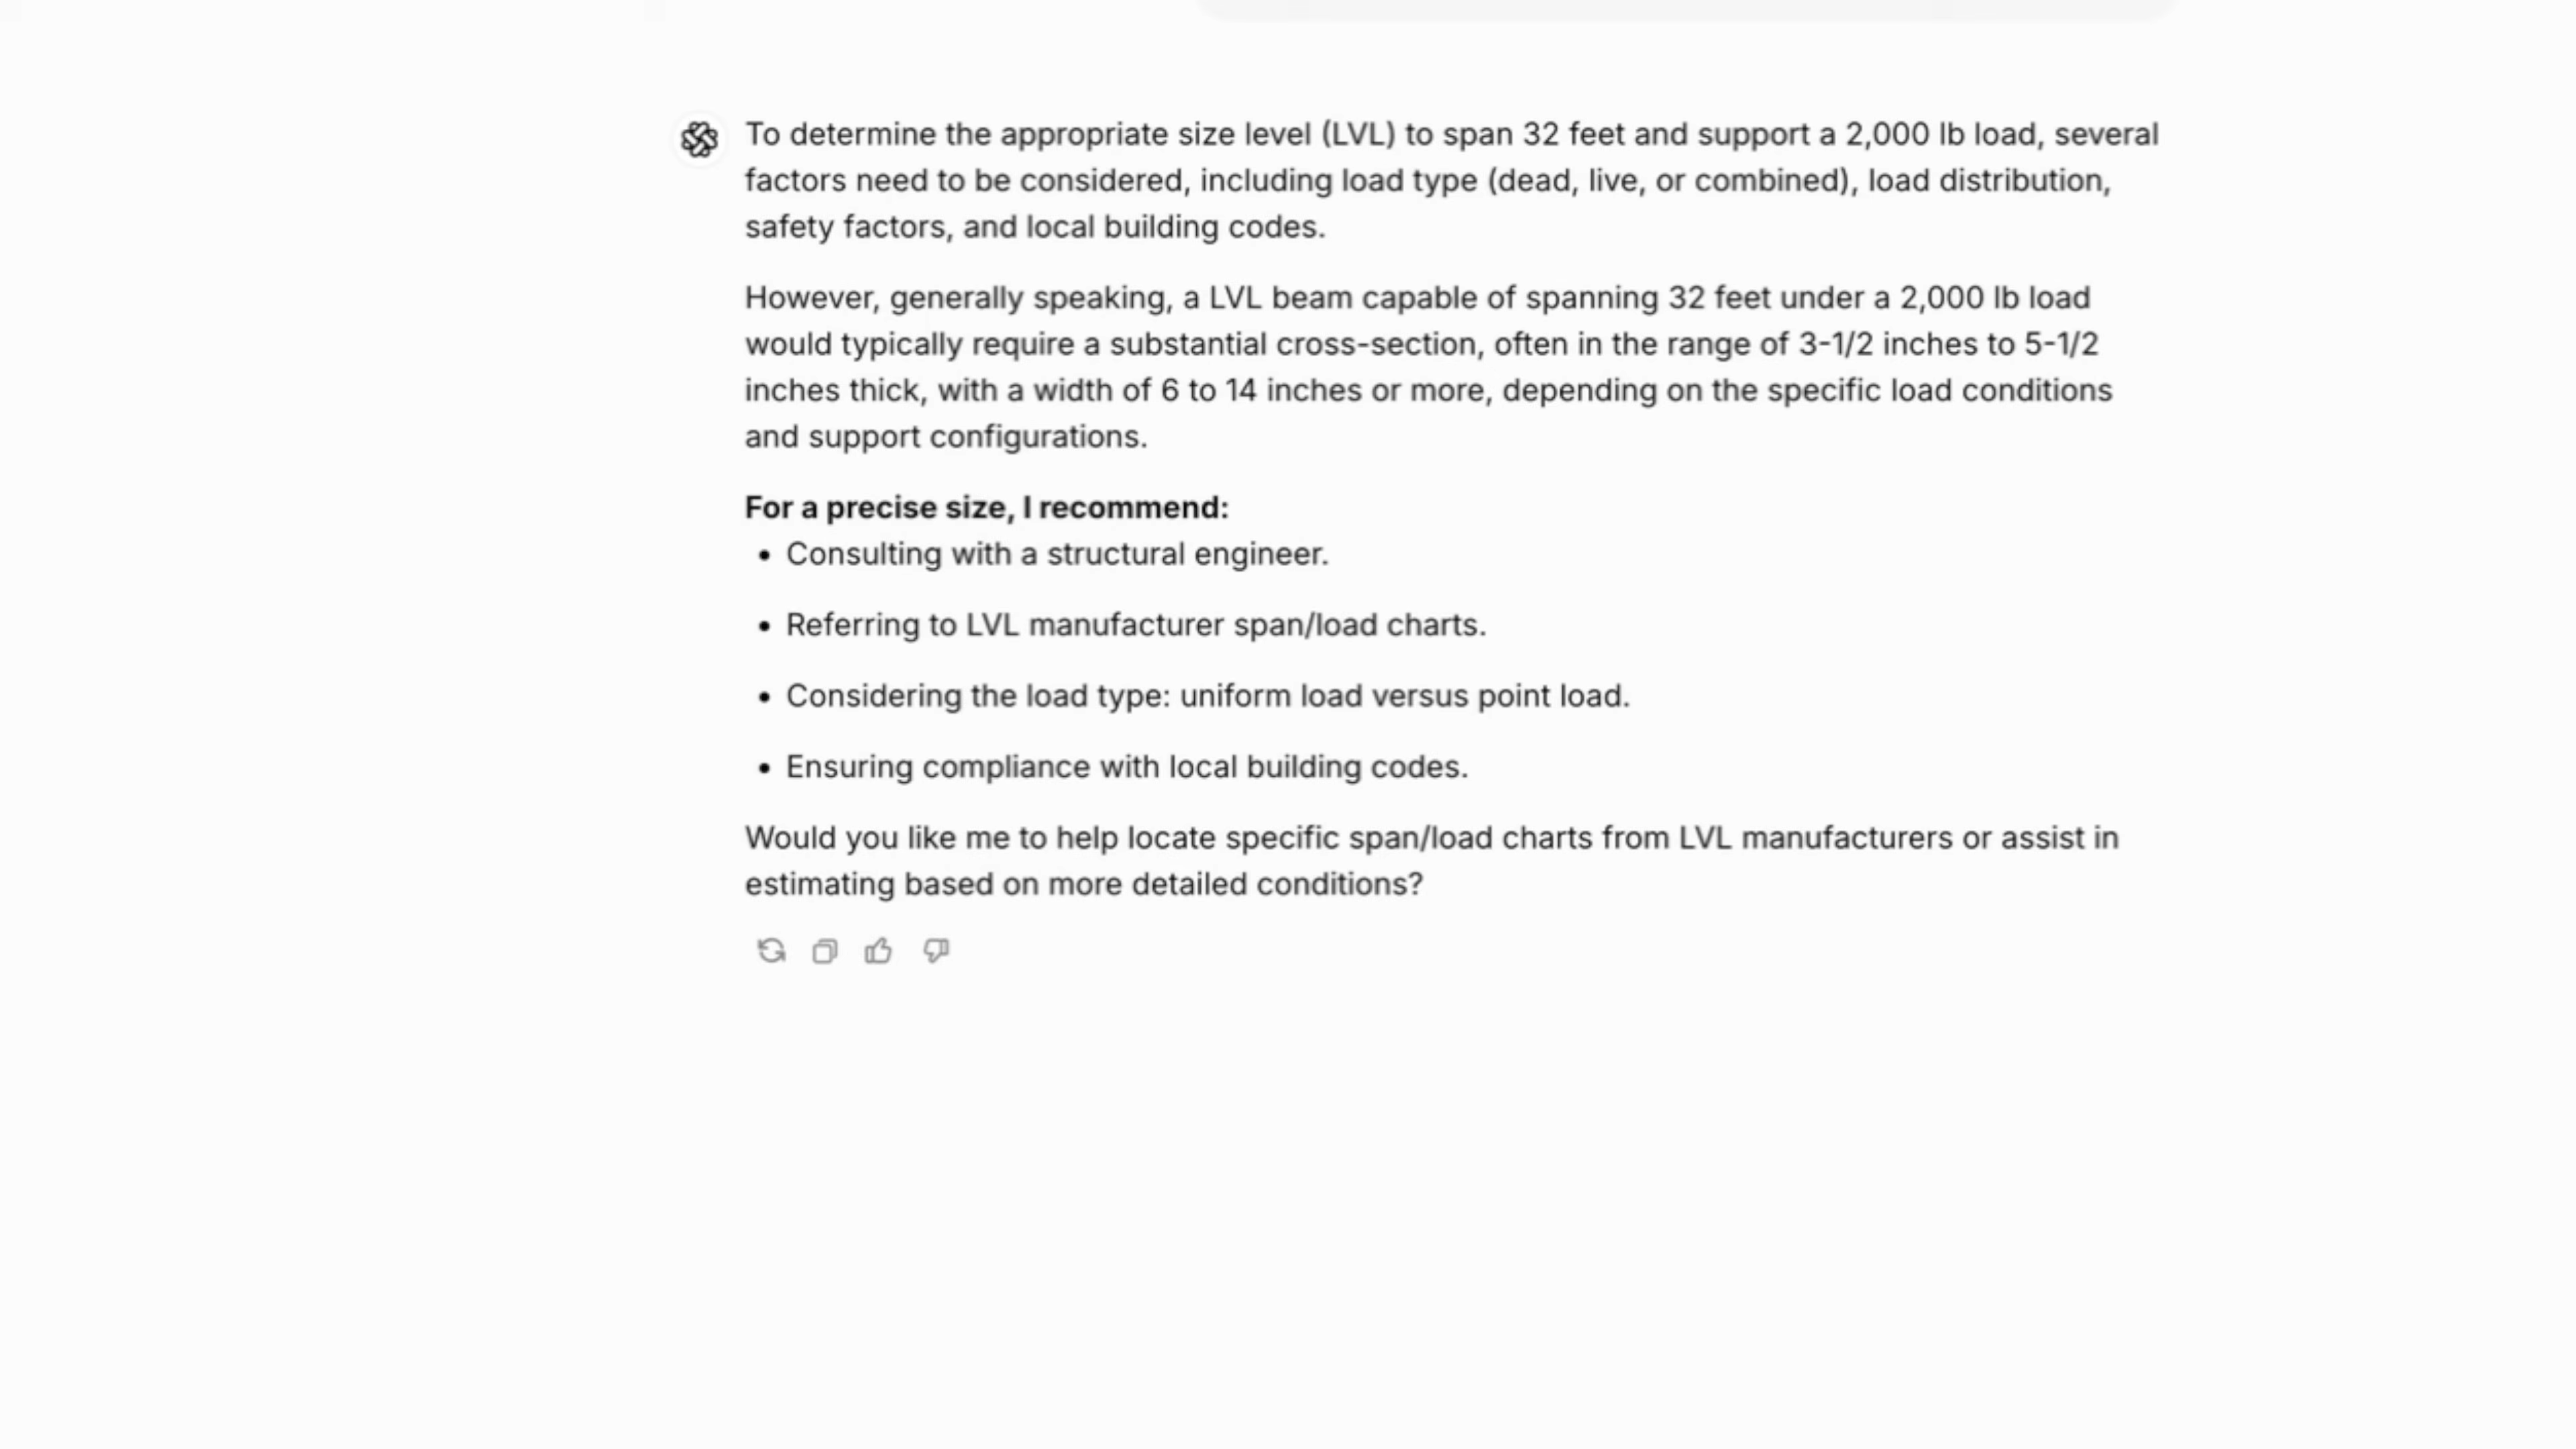 To determine the appropriate size level (LVL) to span 32 feet and support a 2,000 lb load, several
factors need to be considered, including load type (dead, live, or combined), load distribution,
safety factors, and local building codes.
However, generally speaking, a LVL beam capable of spanning 32 feet under a 2,000 lb load
would typically require a substantial cross-section, often in the range of 3-1/2 inches to 5-1/2
inches thick, with a width of 6 to 14 inches or more, depending on the specific load conditions
and support configurations.
For a precise size, I recommend:
• Consulting with a structural engineer.
• Referring to LVL manufacturer span/load charts.
• Considering the load type: uniform load versus point load.
• Ensuring compliance with local building codes.
Would you like me to help locate specific span/load charts from LVL manufacturers or assist in
estimating based on more detailed conditions?